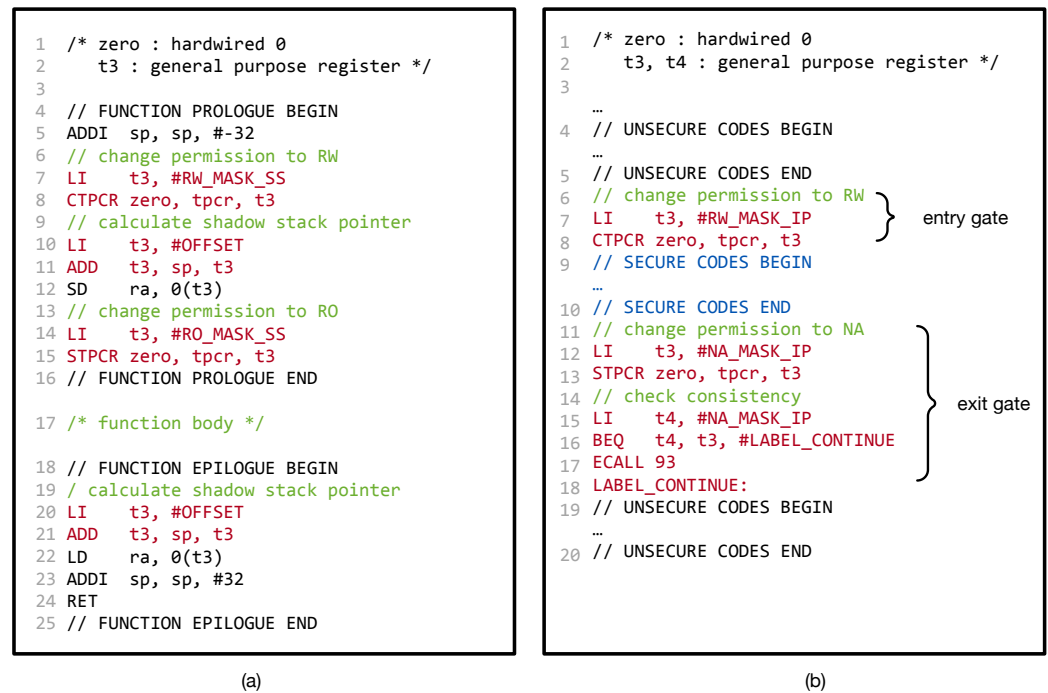 1 /* zero : hardwired 0
2 t3 : general purpose register */
3
4 // FUNCTION PROLOGUE BEGIN
5 ADDI sp, sp, #-32
6 // change permission to RW
7 LI t3, #RW_MASK_SS
8 CTPCR zero, tpcr, t3
9 // calculate shadow stack pointer
10 LI t3, #OFFSET
11 ADD t3, sp, t3
12 SD ra, 0(t3)
13 // change permission to RO
14 LI t3, #RO_MASK_SS
15 STPCR zero, tpcr, t3
16 // FUNCTION PROLOGUE END
17 /* function body */
18 // FUNCTION EPILOGUE BEGIN
19 / calculate shadow stack pointer
20 LI t3, #OFFSET
21 ADD t3, sp, t3
22 LD ra, 0(t3)
23 ADDI sp, sp, #32
24 RET
25 // FUNCTION EPILOGUE END
(a)
1 /* zero : hardwired 0
2 t3, t4 : general purpose register */
3
…
4 // UNSECURE CODES BEGIN
…
5 // UNSECURE CODES END
6 // change permission to RW
7 LI t3, #RW_MASK_IP
8 CTPCR zero, tpcr, t3
entry gate
9 // SECURE CODES BEGIN
…
10 // SECURE CODES END
11 // change permission to NA
12 LI t3, #NA_MASK_IP
13 STPCR zero, tpcr, t3
14 // check consistency
15 LI t4, #NA_MASK_IP
16 BEQ t4, t3, #LABEL_CONTINUE
17 ECALL 93
18 LABEL_CONTINUE:
exit gate
19 // UNSECURE CODES BEGIN
…
20 // UNSECURE CODES END
(b)